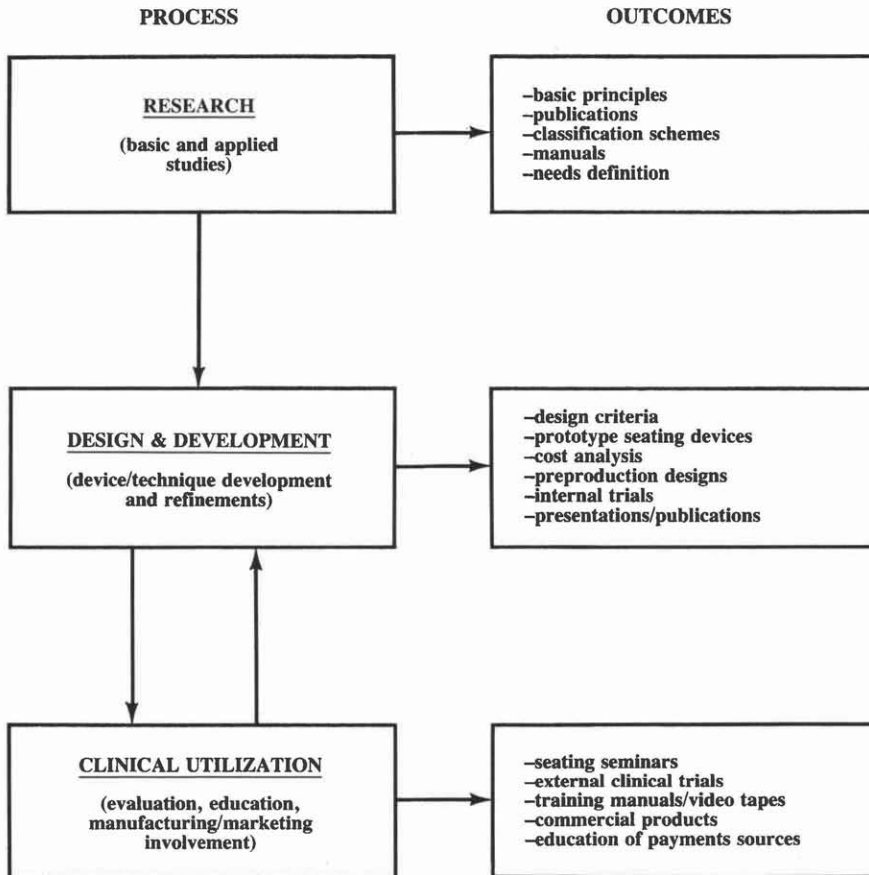 PROCESS
OUTCOMES
RESEARCH
(basic and applied
studies)
–basic principles
–publications
–classification schemes
–manuals
–needs definition
DESIGN & DEVELOPMENT
(device/technique development
and refinements)
–design criteria
–prototype seating devices
–cost analysis
–preproduction designs
–internal trials
–presentations/publications
CLINICAL UTILIZATION
(evaluation, education,
manufacturing/marketing
involvement)
–seating seminars
–external clinical trials
–training manuals/video tapes
–commercial products
–education of payments sources